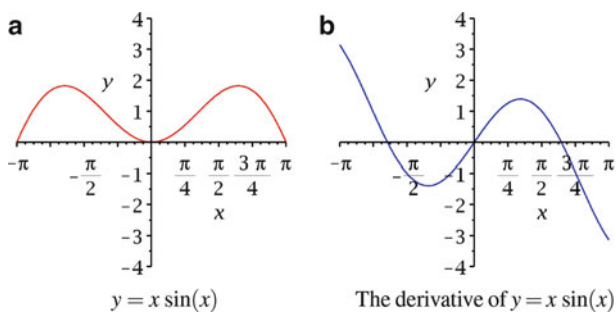 a
4
3
y 2
1
-π
-π/2
π/4
π/2
3π/4
π
-1
x
-2
-3
-4
y = x sin(x)
b
4
3
y 2
1
-π
-π/2
π/4
π/2
3π/4
π
-1
x
-2
-3
-4
The derivative of y = x sin(x)